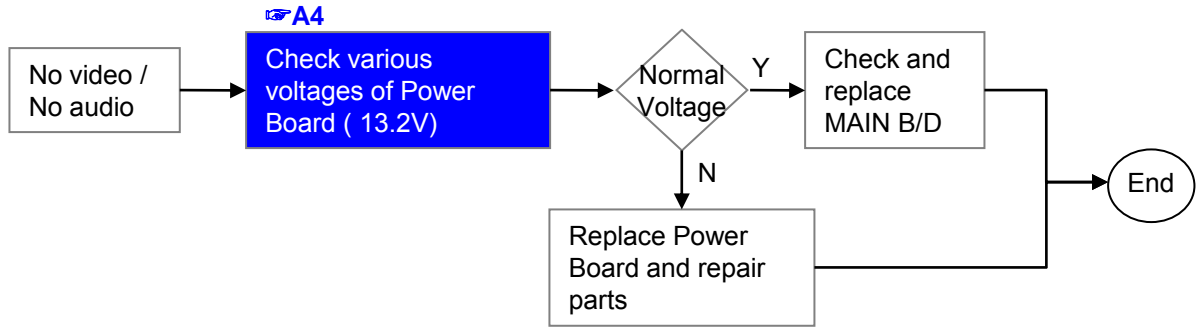 ☞A4
No video /
No audio
Check various
voltages of Power
Board ( 13.2V)
Normal
Voltage
Y
Check and
replace
MAIN B/D
N
Replace Power
Board and repair
parts
End